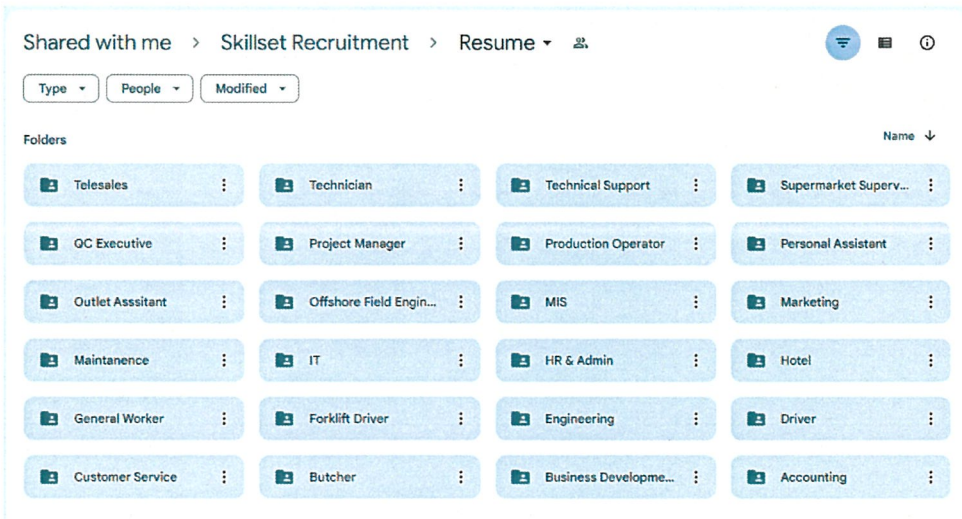 Shared with me > Skillset Recruitment > Resume
Type People Modified
Folders Name ↓
Telesales Technician Technical Support Supermarket Superv...
QC Executive Project Manager Production Operator Personal Assistant
Outlet Asssitant Offshore Field Engin... MIS Marketing
Maintanence IT HR & Admin Hotel
General Worker Forklift Driver Engineering Driver
Customer Service Butcher Business Developme... Accounting